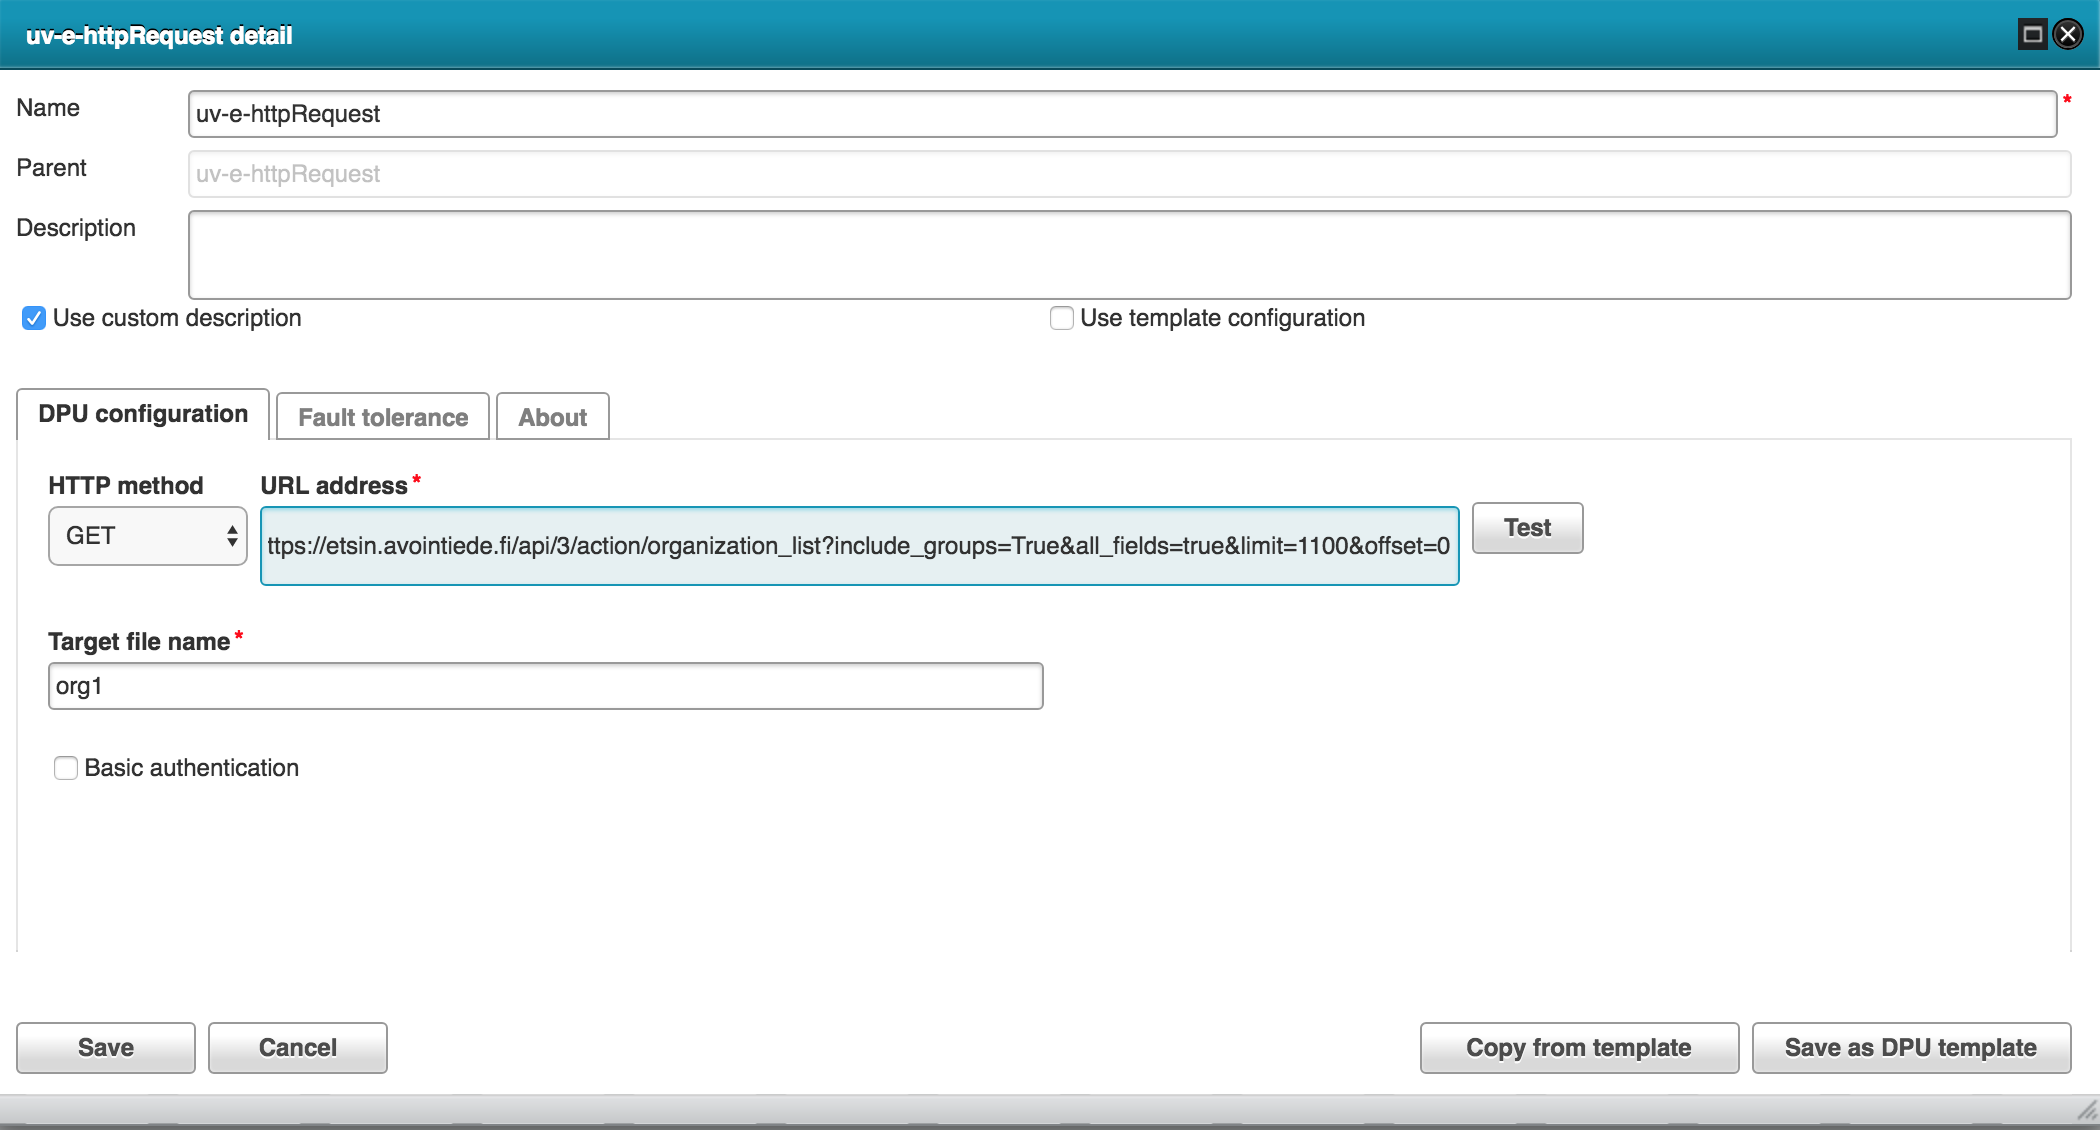 uv-e-httpRequest detail
Name
uv-e-httpRequest
*
Parent
uv-e-httpRequest
Description
Use custom description
Use template configuration
DPU configuration
Fault tolerance
About
HTTP method
URL address *
GET
ttps://etsin.avointiede.fi/api/3/action/organization_list?include_groups=True&all_fields=true&limit=1100&offset=0
Test
Target file name *
org1
Basic authentication
Save
Cancel
Copy from template
Save as DPU template